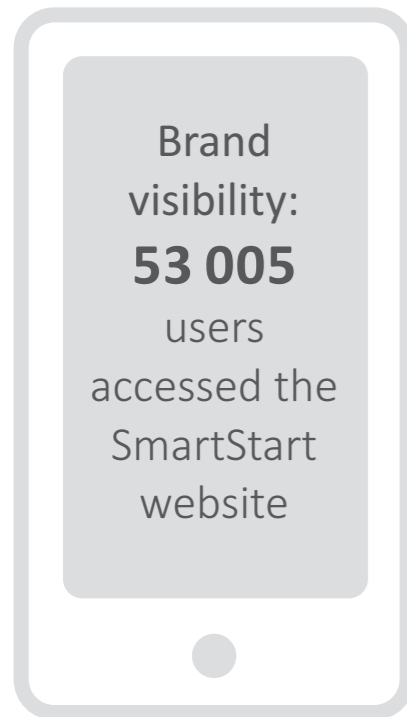 Brand
visibility:
53 005
users
accessed the
SmartStart
website